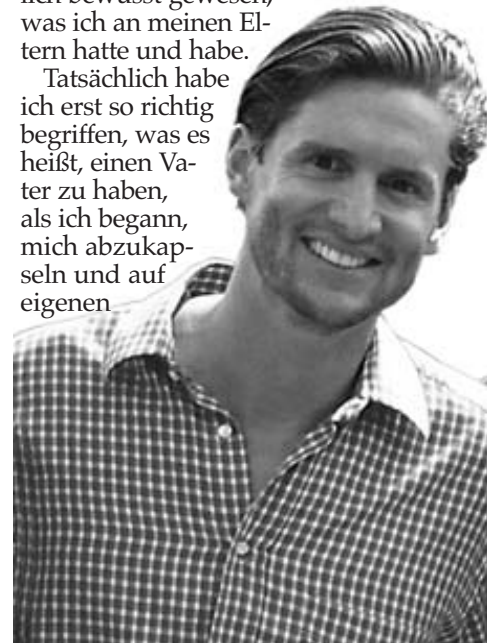 lich bewusst gewesen,
was ich an meinen El-
tern hatte und habe.
Tatsächlich habe
ich erst so richtig
begriffen, was es
heißt, einen Va-
ter zu haben,
als ich begann,
mich abzukap-
seln und auf
eigenen